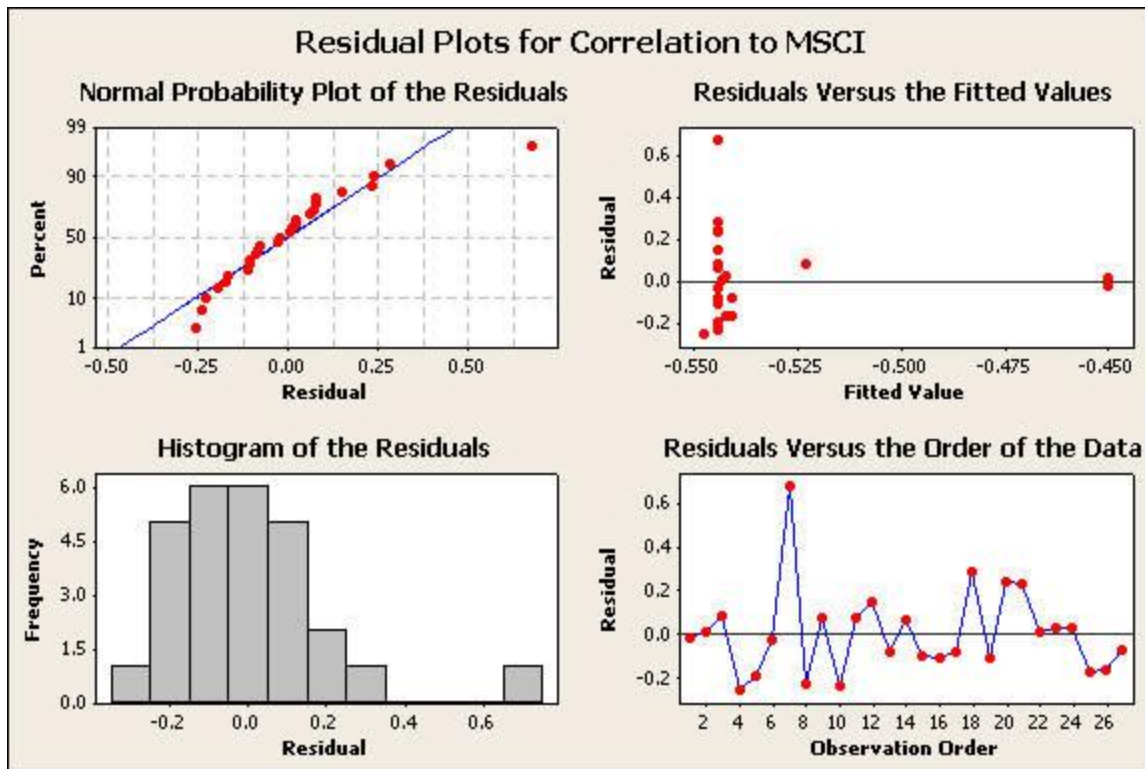 Residual Plots for Correlation to MSCI
Normal Probability Plot of the Residuals
99
90
50
10
1
Percent
-0.50 -0.25 0.00 0.25 0.50
Residual
Residuals Versus the Fitted Values
0.6
0.4
0.2
0.0
-0.2
Residual
-0.550 -0.525 -0.500 -0.475 -0.450
Fitted Value
Histogram of the Residuals
6.0
4.5
3.0
1.5
0.0
Frequency
-0.2 0.0 0.2 0.4 0.6
Residual
Residuals Versus the Order of the Data
0.6
0.4
0.2
0.0
-0.2
Residual
2 4 6 8 10 12 14 16 18 20 22 24 26
Observation Order